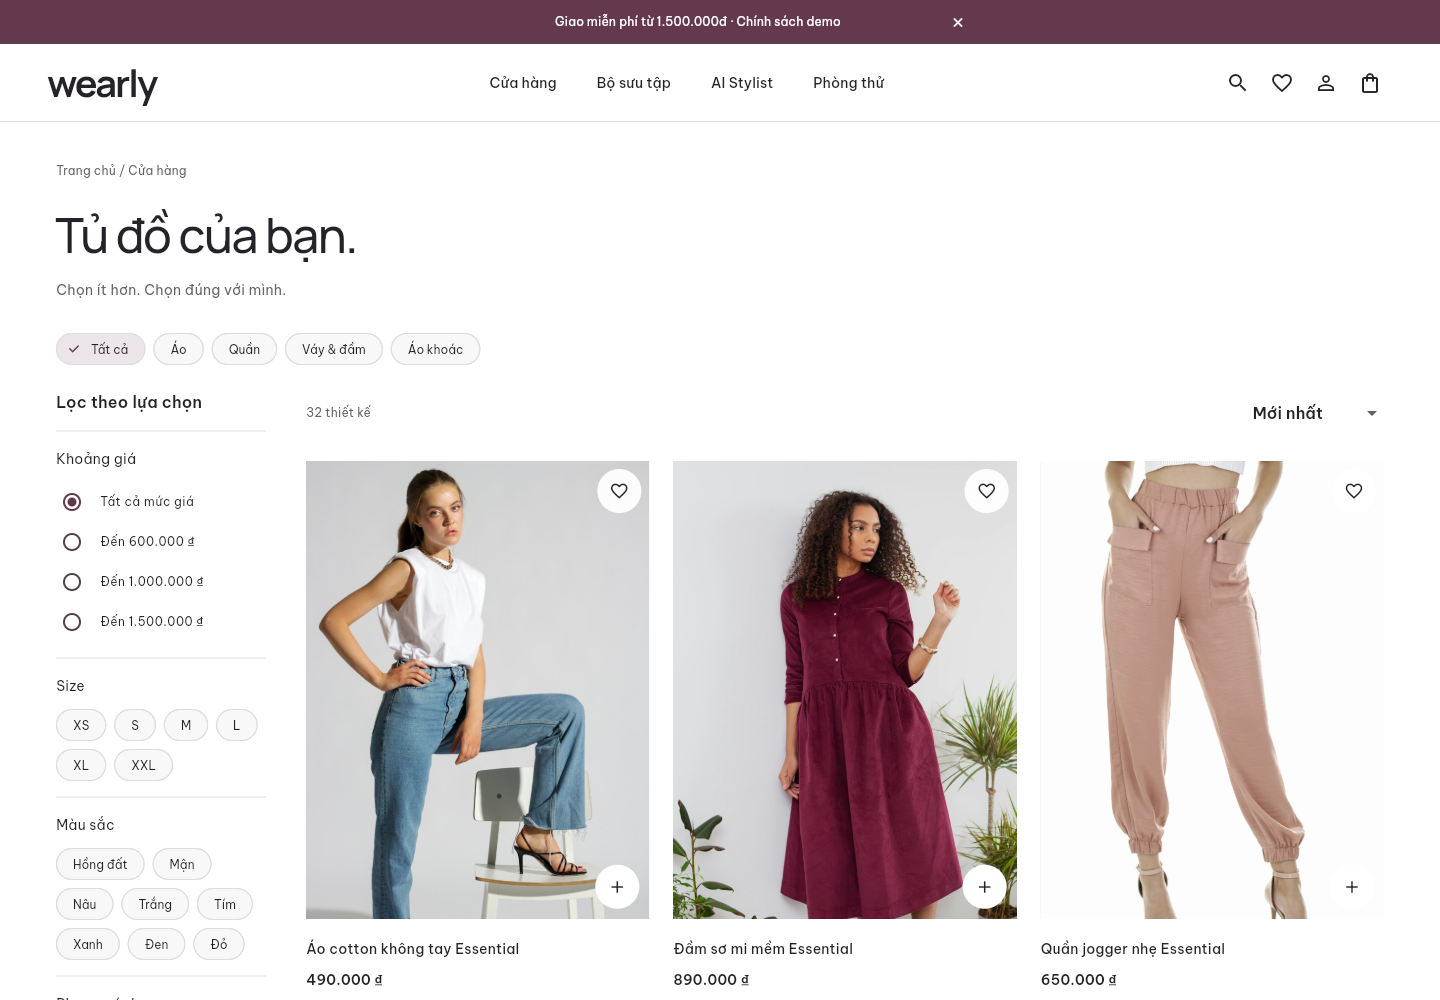 Giao miễn phí từ 1.500.000đ · Chính sách demo
wearly
Cửa hàng
Bộ sưu tập
AI Stylist
Phòng thử
Trang chủ / Cửa hàng
Tủ đồ của bạn.
Chọn ít hơn. Chọn đúng với mình.
Tất cả
Áo
Quần
Váy & đầm
Áo khoác
Lọc theo lựa chọn
32 thiết kế
Mới nhất
Khoảng giá
Tất cả mức giá
Đến 600.000 ₫
Đến 1.000.000 ₫
Đến 1.500.000 ₫
Size
XS
S
M
L
XL
XXL
Màu sắc
Hồng đất
Mận
Nâu
Trắng
Tím
Xanh
Đen
Đỏ
Áo cotton không tay Essential
490.000 ₫
Đầm sơ mi mềm Essential
890.000 ₫
Quần jogger nhẹ Essential
650.000 ₫